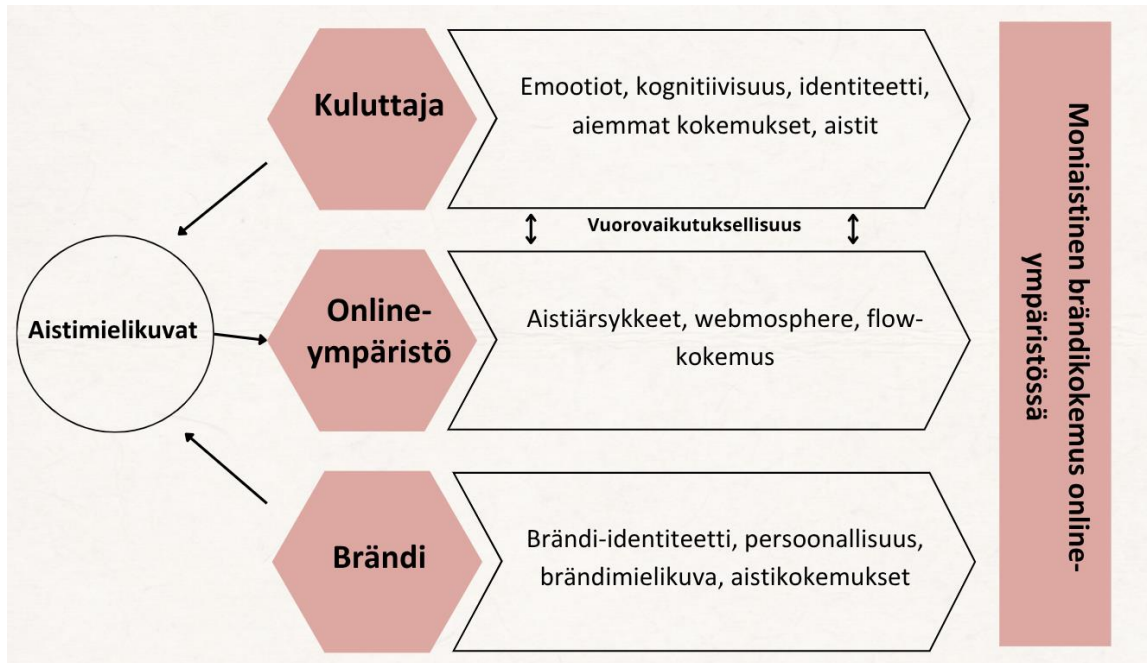 Kuluttaja
Emootiot, kognitiivisuus, identiteetti,
aiemmat kokemukset, aistit
Vuorovaikutuksellisuus
Aistimielikuvat
Online-
ympäristö
Aistiärsykkeet, webmosphere, flow-
kokemus
Brändi
Brändi-identiteetti, persoonallisuus,
brändimielikuva, aistikokemukset
Moniaistinen brändikokemus online-
ympäristössä